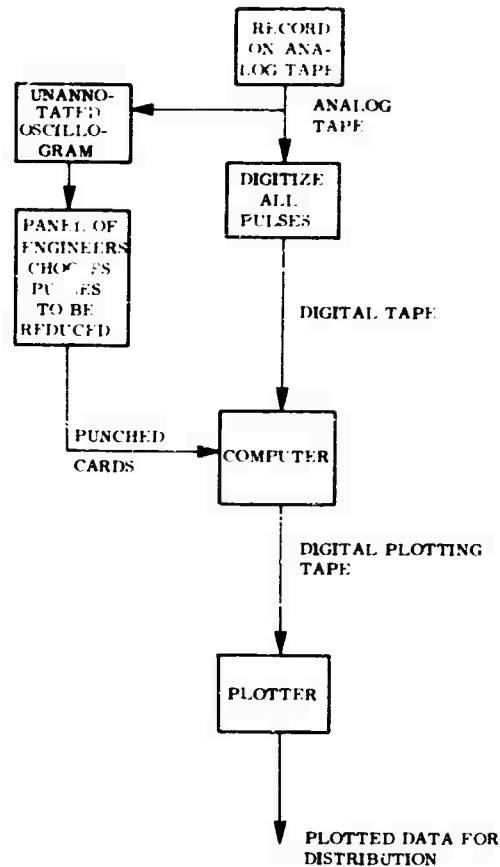 RECORD
ON ANA-
LOG TAPE
ANALOG
TAPE
UNANNO-
TATED
OSCILLO-
GRAM
DIGITIZE
ALL
PULSES
PANEL OF
ENGINEERS
TO BE
REDUCED
DIGITAL TAPE
PUNCHED
CARDS
COMPUTER
DIGITAL PLOTTING
TAPE
PLOTTER
PLOTTED DATA FOR
DISTRIBUTION